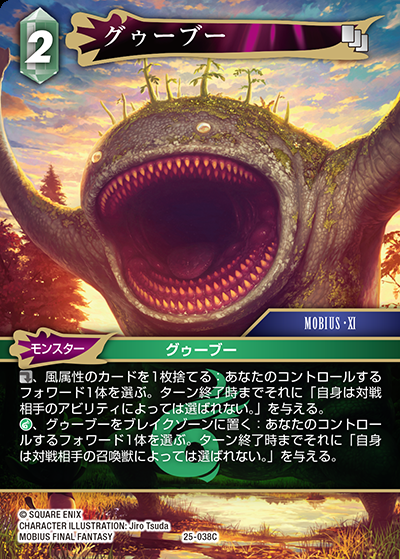 2
グゥーブー
MOBIUS・XI
モンスター
グゥーブー
、風属性のカードを1枚捨てる：あなたのコントロールする
フォワード1体を選ぶ。ターン終了時までそれに「自身は対戦
相手のアビリティによっては選ばれない。」を与える。
、グゥーブーをブレイクゾーンに置く：あなたのコントロー
ルするフォワード1体を選ぶ。ターン終了時までそれに「自身
は対戦相手の召喚獣によっては選ばれない。」を与える。
© SQUARE ENIX
CHARACTER ILLUSTRATION: Jiro Tsuda
MOBIUS FINAL FANTASY
25-038C